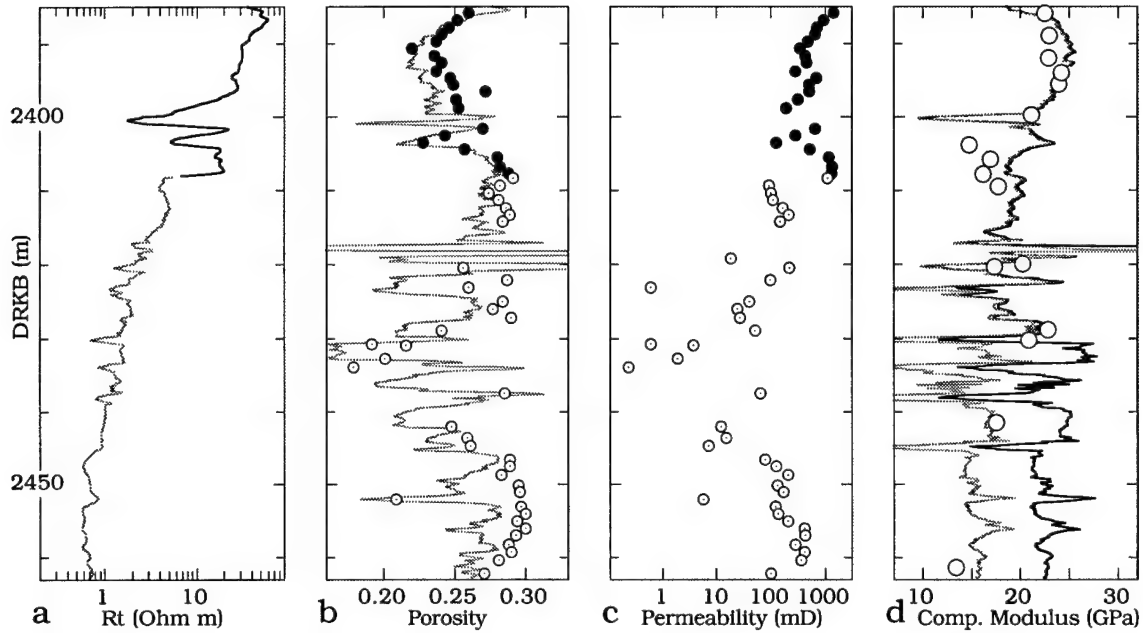 DRKB (m)
2400
2450
1 10
a Rt (Ohm m)
0.20 0.25 0.30
b Porosity
1 10 100 1000
c Permeability (mD)
10 20 30
d Comp. Modulus (GPa)